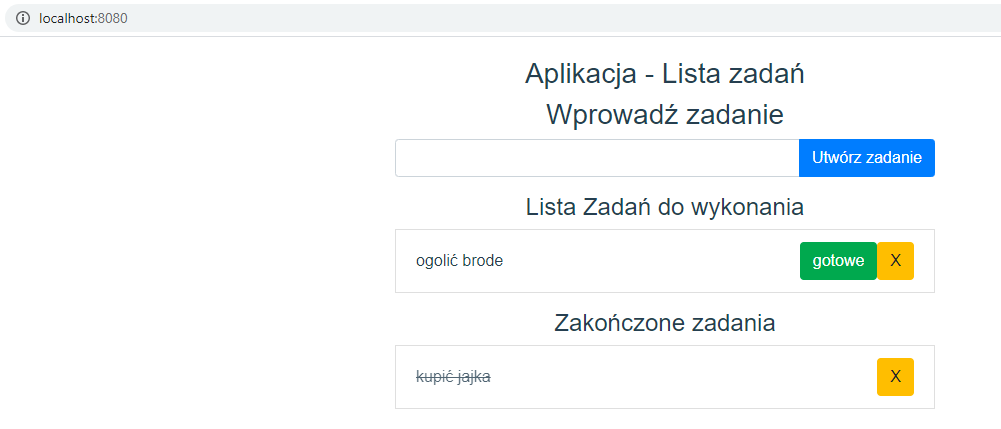 localhost:8080
Aplikacja - Lista zadań
Wprowadź zadanie
Utwórz zadanie
Lista Zadań do wykonania
ogolić brode gotowe X
Zakończone zadania
kupić jajka X